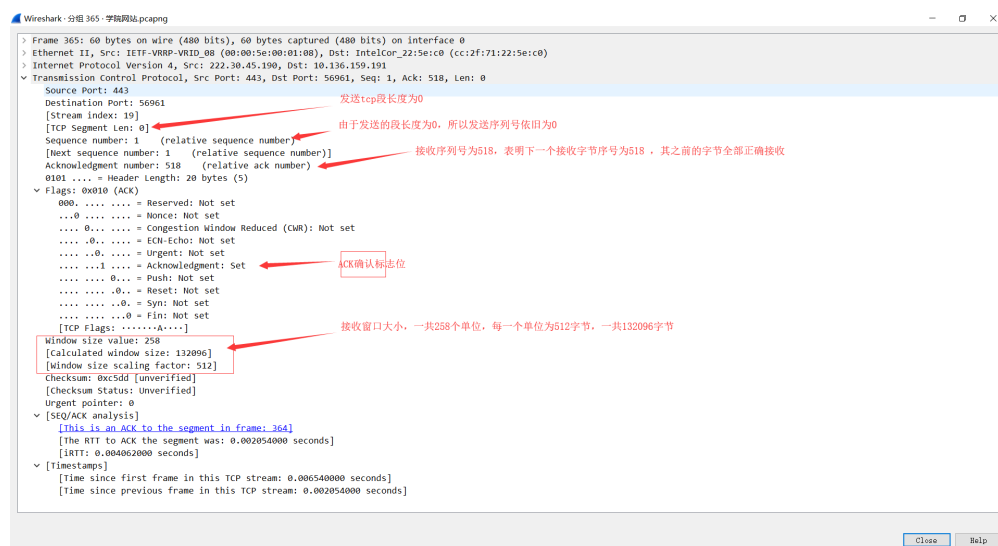 Wireshark · 分组 365 · 学院网站.pcapng
Frame 365: 60 bytes on wire (480 bits), 60 bytes captured (480 bits) on interface 0
Ethernet II, Src: IETF-VRRP-VRID_08 (00:00:5e:00:01:08), Dst: IntelCor_22:5e:c0 (cc:2f:71:22:5e:c0)
Internet Protocol Version 4, Src: 222.30.45.190, Dst: 10.136.159.191
Transmission Control Protocol, Src Port: 443, Dst Port: 56961, Seq: 1, Ack: 518, Len: 0
Source Port: 443
Destination Port: 56961
发送tcp段长度为0
[Stream index: 19]
[TCP Segment Len: 0]
由于发送的段长度为0，所以发送序列号依旧为0
Sequence number: 1 (relative sequence number)
[Next sequence number: 1 (relative sequence number)]
接收序列号为518，表明下一个接收字节序号为518 ，其之前的字节全部正确接收
Acknowledgment number: 518 (relative ack number)
0101 .... = Header Length: 20 bytes (5)
Flags: 0x010 (ACK)
000. .... .... = Reserved: Not set
...0 .... .... = Nonce: Not set
.... 0... .... = Congestion Window Reduced (CWR): Not set
.... .0.. .... = ECN-Echo: Not set
.... ..0. .... = Urgent: Not set
.... ...1 .... = Acknowledgment: Set
ACK确认标志位
.... .... 0... = Push: Not set
.... .... .0.. = Reset: Not set
.... .... ..0. = Syn: Not set
.... .... ...0 = Fin: Not set
[TCP Flags: ·······A····]
接收窗口大小，一共258个单位，每一个单位为512字节，一共132096字节
Window size value: 258
[Calculated window size: 132096]
[Window size scaling factor: 512]
Checksum: 0xc5dd [unverified]
[Checksum Status: Unverified]
Urgent pointer: 0
[SEQ/ACK analysis]
[This is an ACK to the segment in frame: 364]
[The RTT to ACK the segment was: 0.002054000 seconds]
[iRTT: 0.004062000 seconds]
[Timestamps]
[Time since first frame in this TCP stream: 0.006540000 seconds]
[Time since previous frame in this TCP stream: 0.002054000 seconds]
Close Help